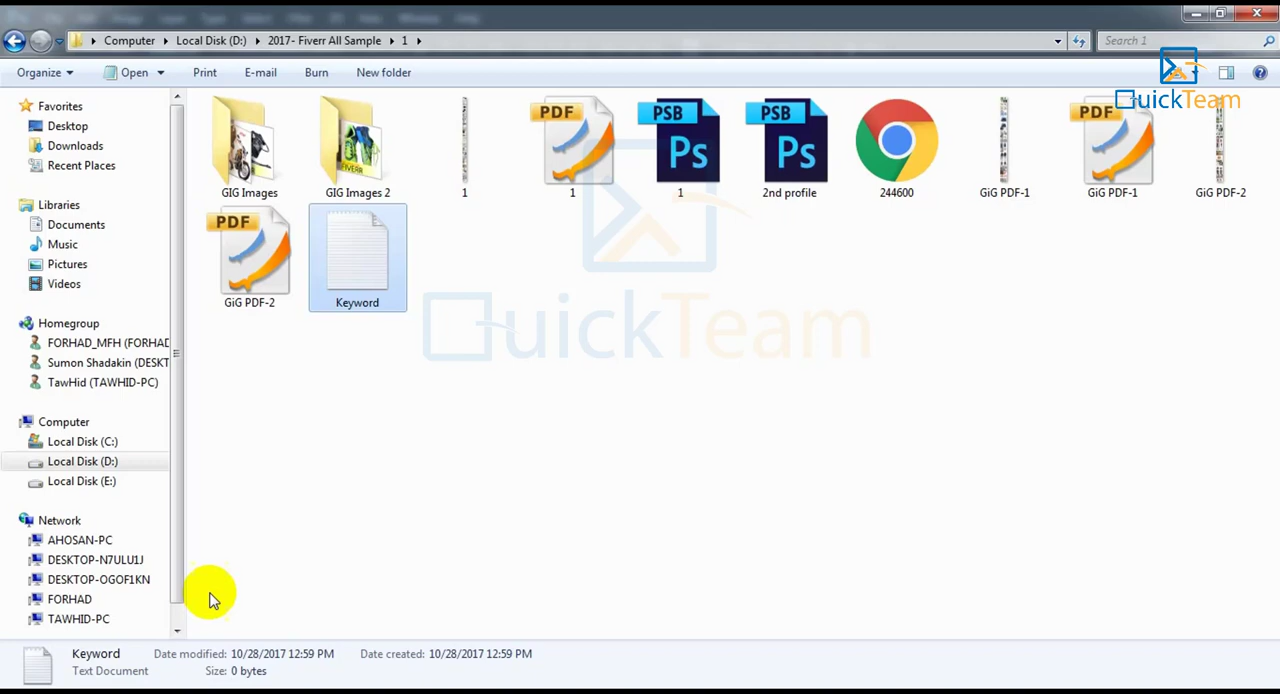 Computer Local Disk (D:) 2017- Fiverr All Sample 1 Search 1
Organize Open Print E-mail Burn New folder
QuickTeam
Favorites
Desktop
Downloads
Recent Places
Libraries
Documents
Music
Pictures
Videos
Homegroup
FORHAD_MFH (FORHAD
Sumon Shadakin (DESKT
TawHid (TAWHID-PC)
Computer
Local Disk (C:)
Local Disk (D:)
Local Disk (E:)
Network
AHOSAN-PC
DESKTOP-N7ULU1J
DESKTOP-OGOF1KN
FORHAD
TAWHID-PC
PDF PSB PSB PDF
Ps Ps
FIVERR
GIG Images GIG Images 2 1 1 1 2nd profile 244600 GiG PDF-1 GiG PDF-1 GiG PDF-2
PDF
GiG PDF-2 Keyword
QuickTeam
Keyword Date modified: 10/28/2017 12:59 PM Date created: 10/28/2017 12:59 PM
Text Document Size: 0 bytes